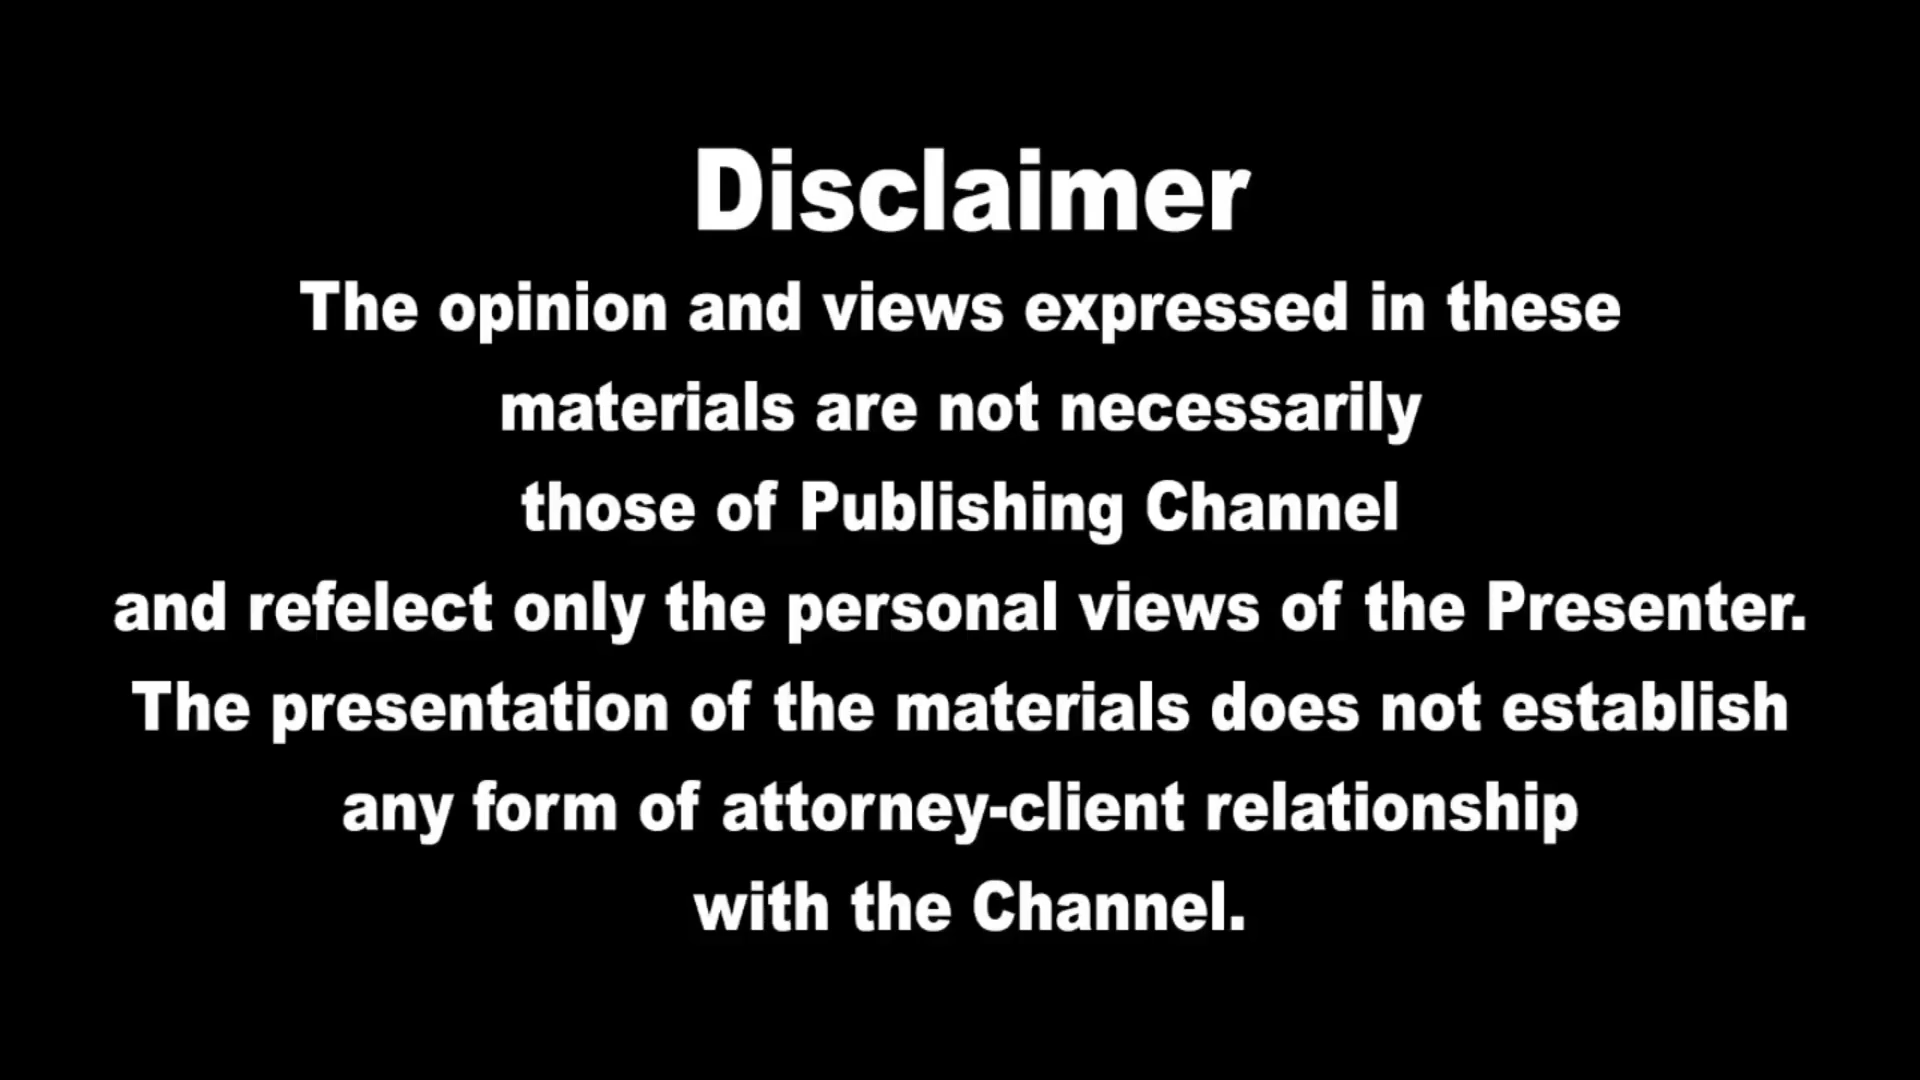 Disclaimer
The opinion and views expressed in these
materials are not necessarily
those of Publishing Channel
and refelect only the personal views of the Presenter.
The presentation of the materials does not establish
any form of attorney-client relationship
with the Channel.